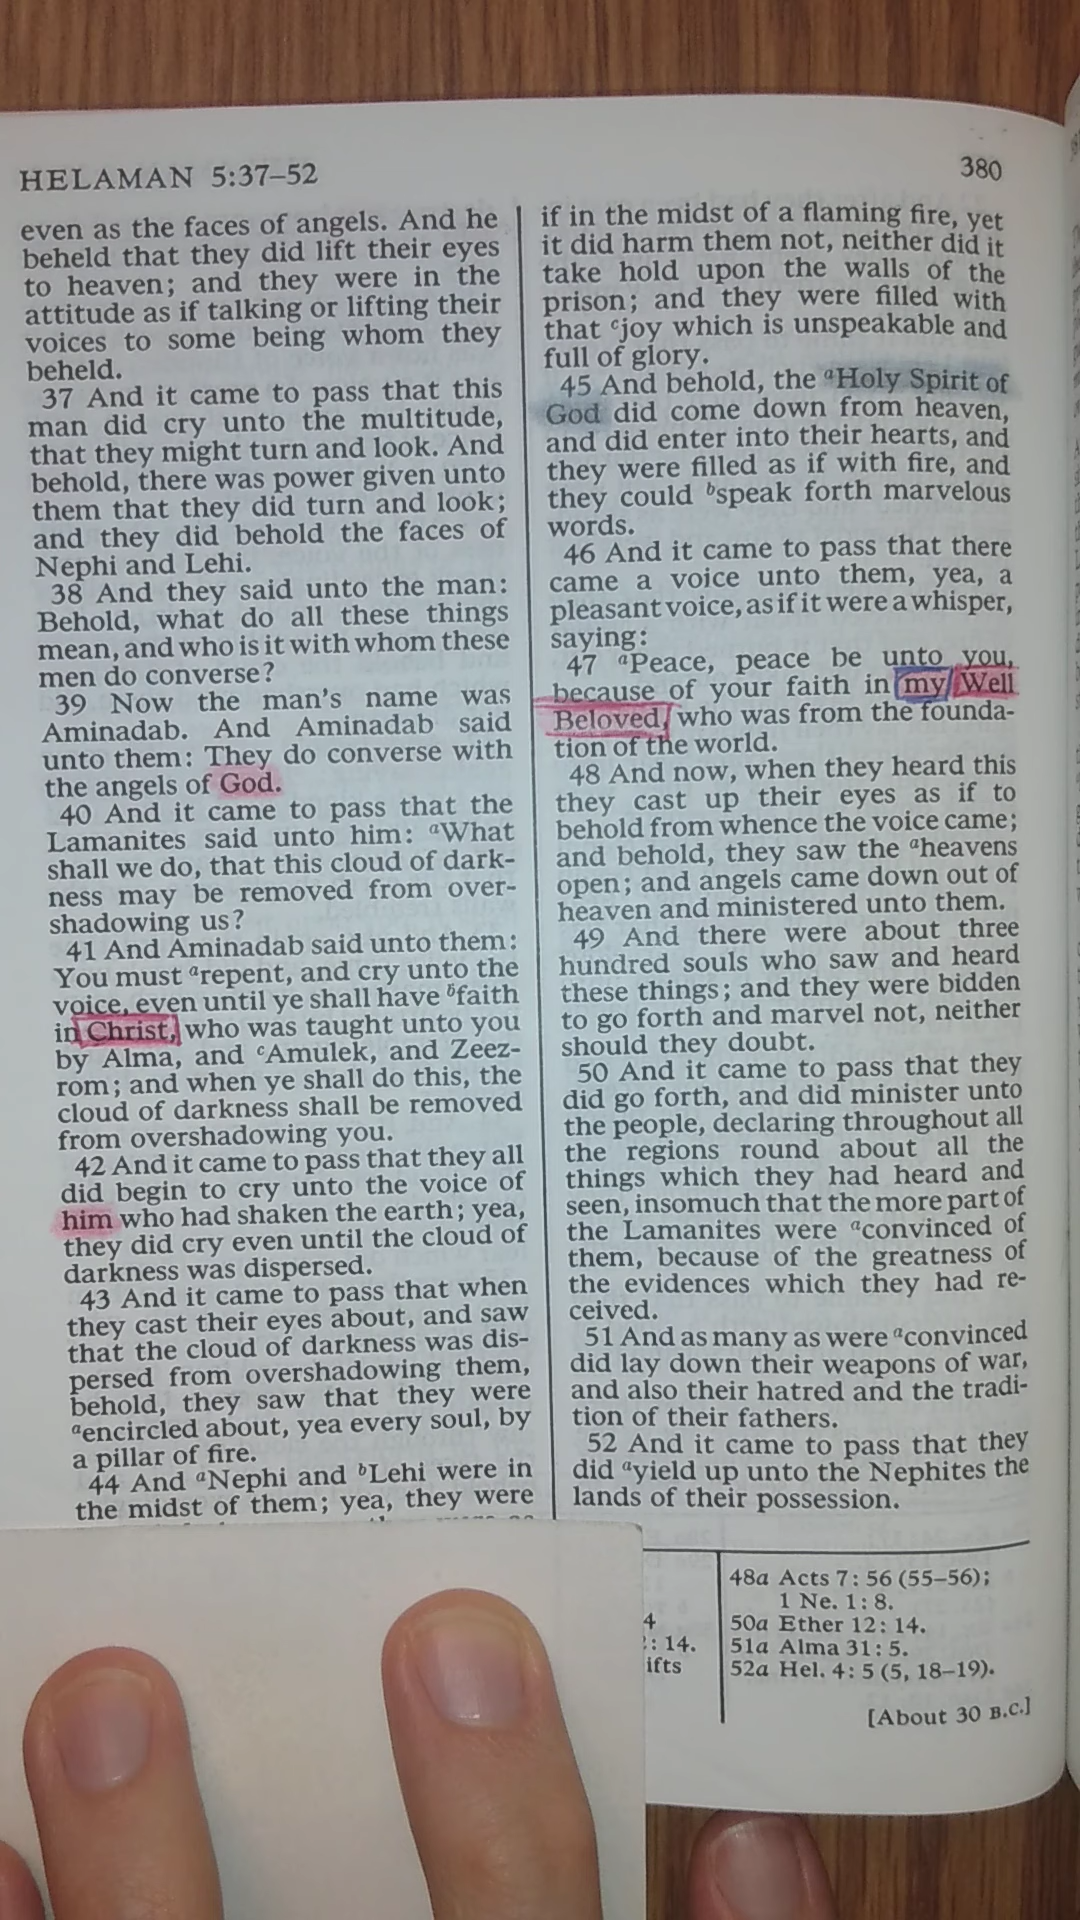 HELAMAN 5:37–52
380
even as the faces of angels. And he
beheld that they did lift their eyes
to heaven; and they were in the
attitude as if talking or lifting their
voices to some being whom they
beheld.
37 And it came to pass that this
man did cry unto the multitude,
that they might turn and look. And
behold, there was power given unto
them that they did turn and look;
and they did behold the faces of
Nephi and Lehi.
38 And they said unto the man:
Behold, what do all these things
mean, and who is it with whom these
men do converse?
39 Now the man's name was
Aminadab. And Aminadab said
unto them: They do converse with
the angels of God.
40 And it came to pass that the
Lamanites said unto him: aWhat
shall we do, that this cloud of dark-
ness may be removed from over-
shadowing us?
41 And Aminadab said unto them:
You must arepent, and cry unto the
voice, even until ye shall have bfaith
in Christ, who was taught unto you
by Alma, and cAmulek, and Zeez-
rom; and when ye shall do this, the
cloud of darkness shall be removed
from overshadowing you.
42 And it came to pass that they all
did begin to cry unto the voice of
him who had shaken the earth; yea,
they did cry even until the cloud of
darkness was dispersed.
43 And it came to pass that when
they cast their eyes about, and saw
that the cloud of darkness was dis-
persed from overshadowing them,
behold, they saw that they were
aencircled about, yea every soul, by
a pillar of fire.
44 And aNephi and bLehi were in
the midst of them; yea, they were
if in the midst of a flaming fire, yet
it did harm them not, neither did it
take hold upon the walls of the
prison; and they were filled with
that cjoy which is unspeakable and
full of glory.
45 And behold, the aHoly Spirit of
God did come down from heaven,
and did enter into their hearts, and
they were filled as if with fire, and
they could bspeak forth marvelous
words.
46 And it came to pass that there
came a voice unto them, yea, a
pleasant voice, as if it were a whisper,
saying:
47 aPeace, peace be unto you,
because of your faith in my Well
Beloved, who was from the founda-
tion of the world.
48 And now, when they heard this
they cast up their eyes as if to
behold from whence the voice came;
and behold, they saw the aheavens
open; and angels came down out of
heaven and ministered unto them.
49 And there were about three
hundred souls who saw and heard
these things; and they were bidden
to go forth and marvel not, neither
should they doubt.
50 And it came to pass that they
did go forth, and did minister unto
the people, declaring throughout all
the regions round about all the
things which they had heard and
seen, insomuch that the more part of
the Lamanites were aconvinced of
them, because of the greatness of
the evidences which they had re-
ceived.
51 And as many as were aconvinced
did lay down their weapons of war,
and also their hatred and the tradi-
tion of their fathers.
52 And it came to pass that they
did ayield up unto the Nephites the
lands of their possession.
4
: 14.
ifts
48a Acts 7: 56 (55–56);
1 Ne. 1: 8.
50a Ether 12: 14.
51a Alma 31: 5.
52a Hel. 4: 5 (5, 18–19).
[About 30 B.C.]